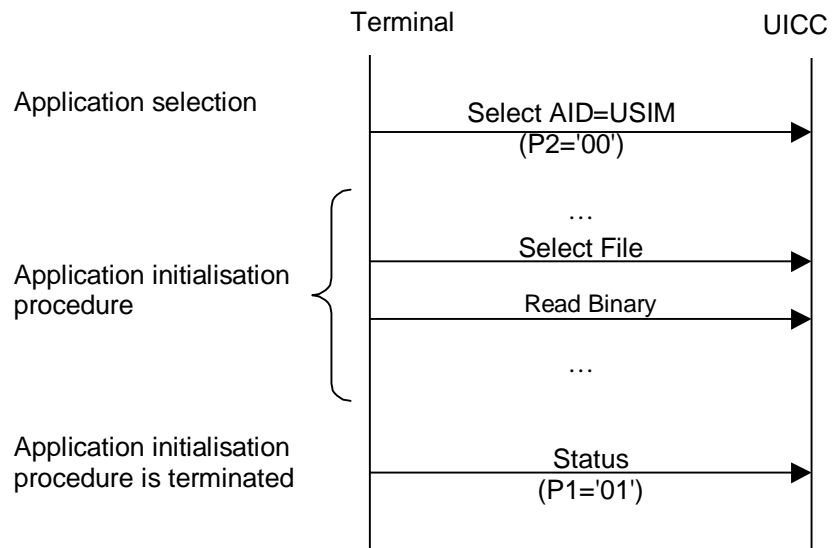 Terminal
UICC
Application selection
Select AID=USIM
(P2='00')
…
Select File
Application initialisation
procedure
Read Binary
…
Application initialisation
procedure is terminated
Status
(P1='01')